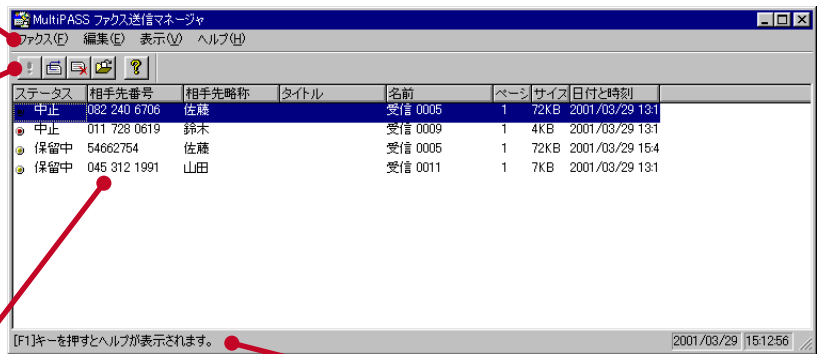 MultiPASS ファクス送信マネージャ
ファクス(F) 編集(E) 表示(V) ヘルプ(H)
ステータス 相手先番号 相手先略称 タイトル 名前 ページ サイズ 日付と時刻
中止 082 240 6706 佐藤 受信 0005 1 72KB 2001/03/29 13:1
中止 011 728 0619 鈴木 受信 0009 1 4KB 2001/03/29 13:1
保留中 54662754 佐藤 受信 0005 1 72KB 2001/03/29 15:4
保留中 045 312 1991 山田 受信 0011 1 7KB 2001/03/29 13:1
[F1]キーを押すとヘルプが表示されます。 2001/03/29 15:12:56